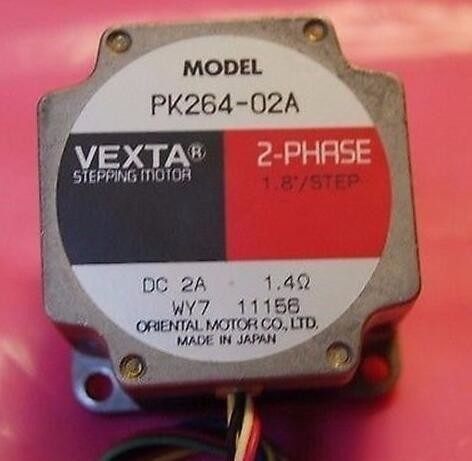 MODEL
PK264-02A
VEXTA® 2-PHASE
STEPPING MOTOR 1.8°/STEP
DC 2A 1.4Ω
WY7 11156
ORIENTAL MOTOR CO., LTD.
MADE IN JAPAN